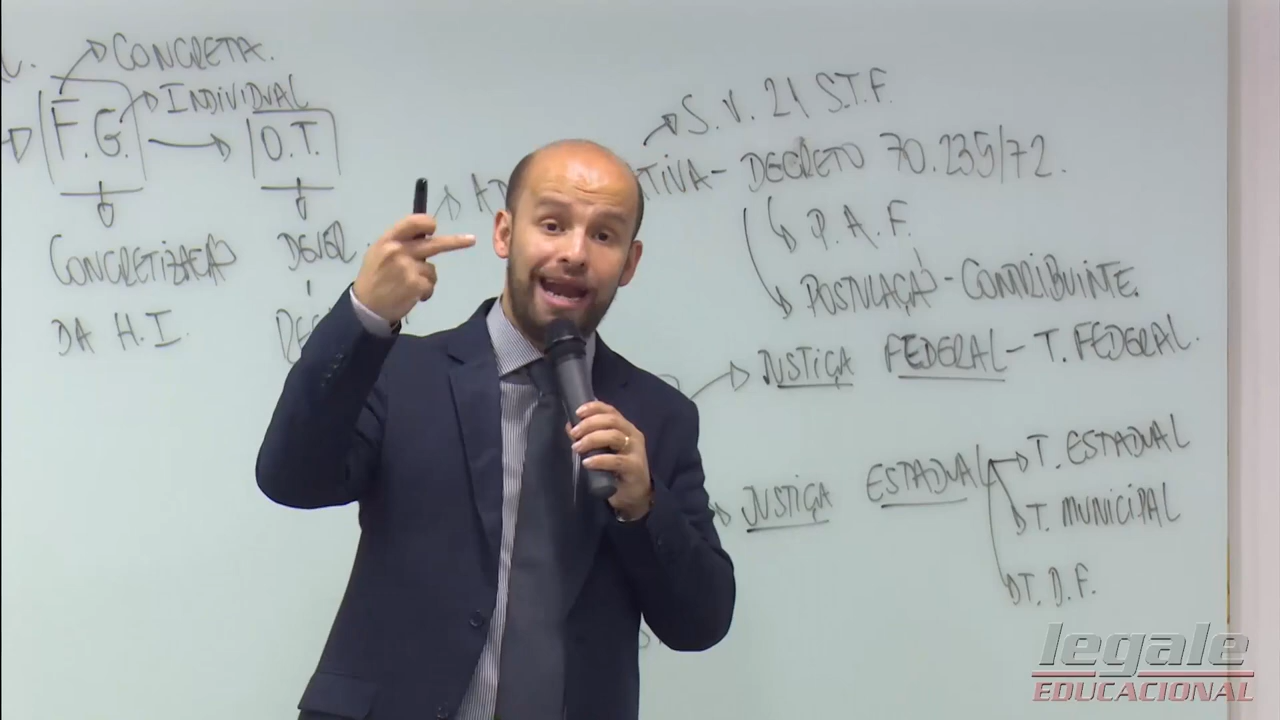 CONCRETA.
INDIVIDUAL
F.G.
O.T.
CONCRETIZAÇÃO
DA H.I.
DEVER
S.V. 21 S.T.F.
DECRETO 70.235/72.
P.A.F.
POSTULAÇÃO - CONTRIBUINTE.
JUSTIÇA FEDERAL - T. FEDERAL.
JUSTIÇA ESTADUAL
T. ESTADUAL
T. MUNICIPAL
T. D.F.
legale
EDUCACIONAL